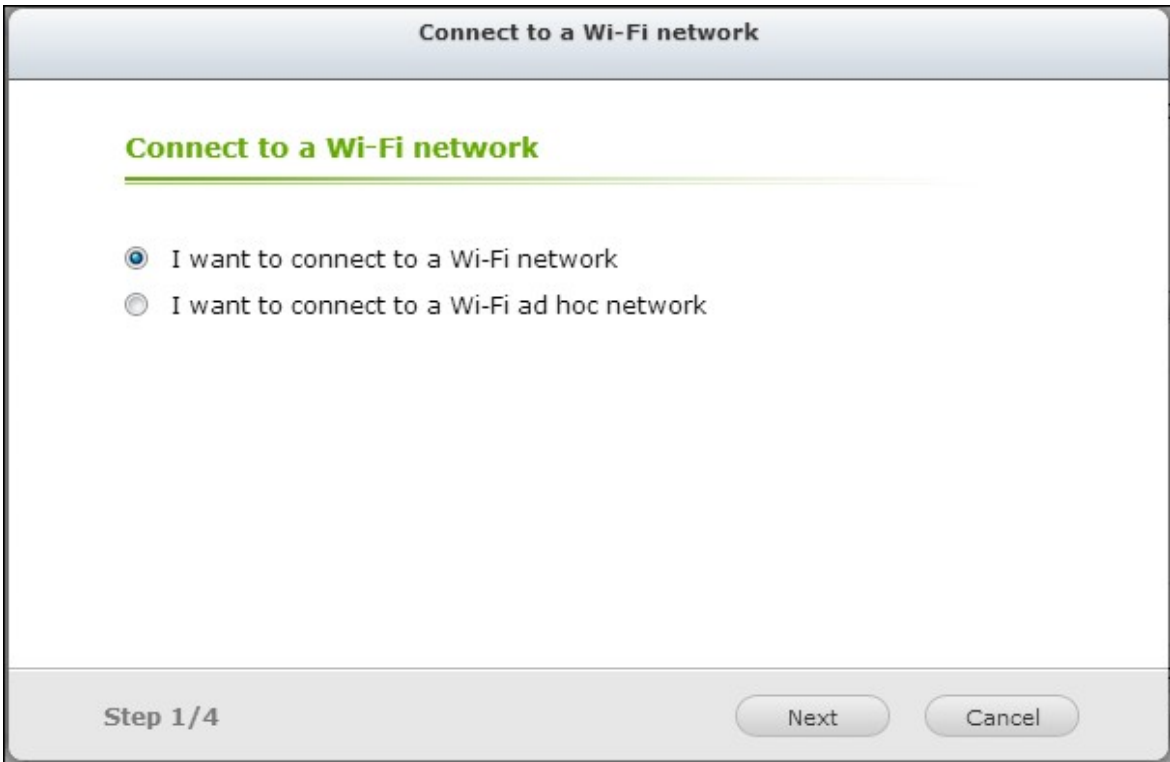 Connect to a Wi-Fi network
Connect to a Wi-Fi network
I want to connect to a Wi-Fi network
I want to connect to a Wi-Fi ad hoc network
Step 1/4
Next
Cancel